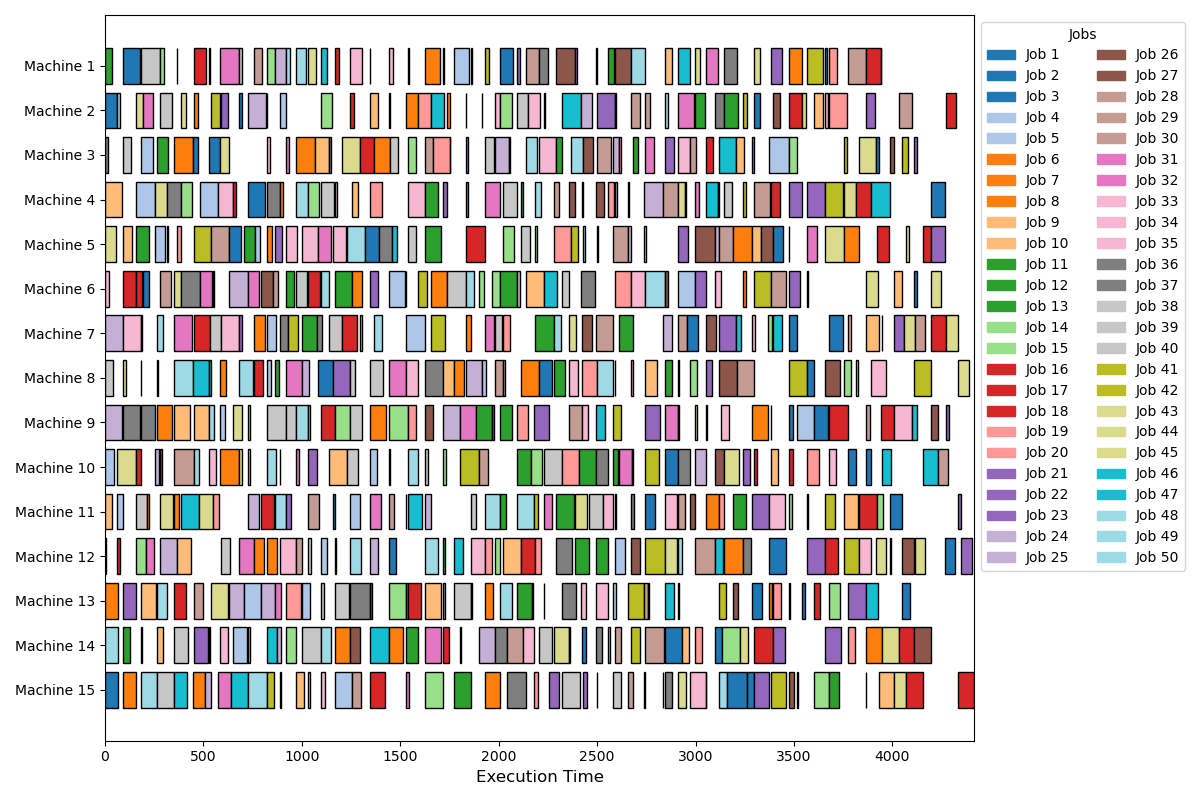 Machine 1
Machine 2
Machine 3
Machine 4
Machine 5
Machine 6
Machine 7
Machine 8
Machine 9
Machine 10
Machine 11
Machine 12
Machine 13
Machine 14
Machine 15
0 500 1000 1500 2000 2500 3000 3500 4000
Execution Time
Jobs
Job 1 Job 26
Job 2 Job 27
Job 3 Job 28
Job 4 Job 29
Job 5 Job 30
Job 6 Job 31
Job 7 Job 32
Job 8 Job 33
Job 9 Job 34
Job 10 Job 35
Job 11 Job 36
Job 12 Job 37
Job 13 Job 38
Job 14 Job 39
Job 15 Job 40
Job 16 Job 41
Job 17 Job 42
Job 18 Job 43
Job 19 Job 44
Job 20 Job 45
Job 21 Job 46
Job 22 Job 47
Job 23 Job 48
Job 24 Job 49
Job 25 Job 50